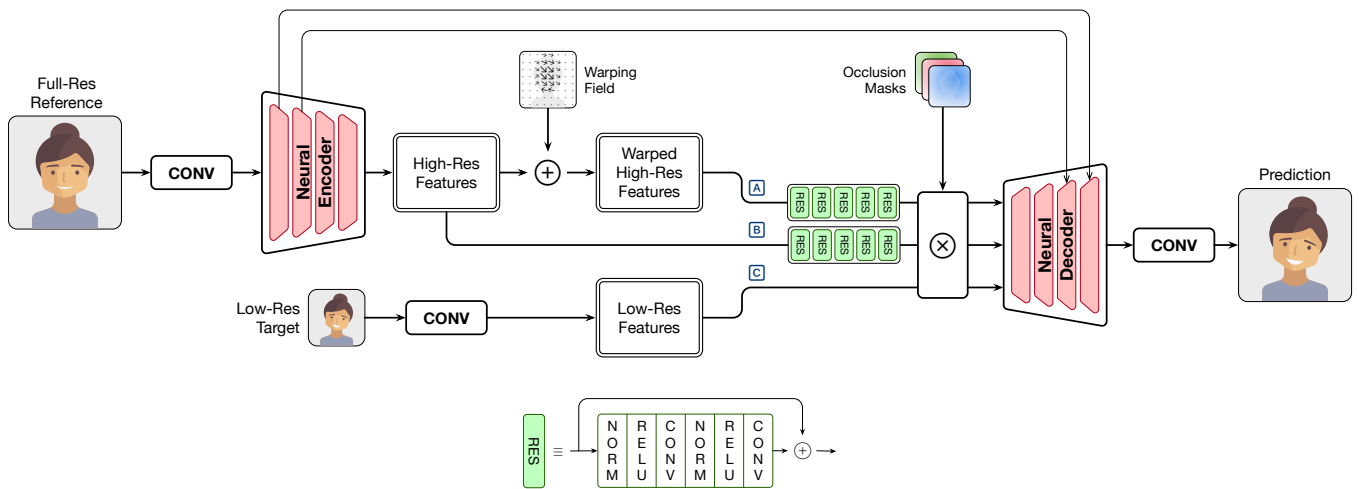 Full-Res
Reference
CONV
Neural
Encoder
High-Res
Features
Warping
Field
Warped
High-Res
Features
A
B
C
RES RES RES RES RES
RES RES RES RES RES
Occlusion
Masks
Neural
Decoder
CONV
Prediction
Low-Res
Target
CONV
Low-Res
Features
RES
≡
NORM
RELU
CONV
NORM
RELU
CONV